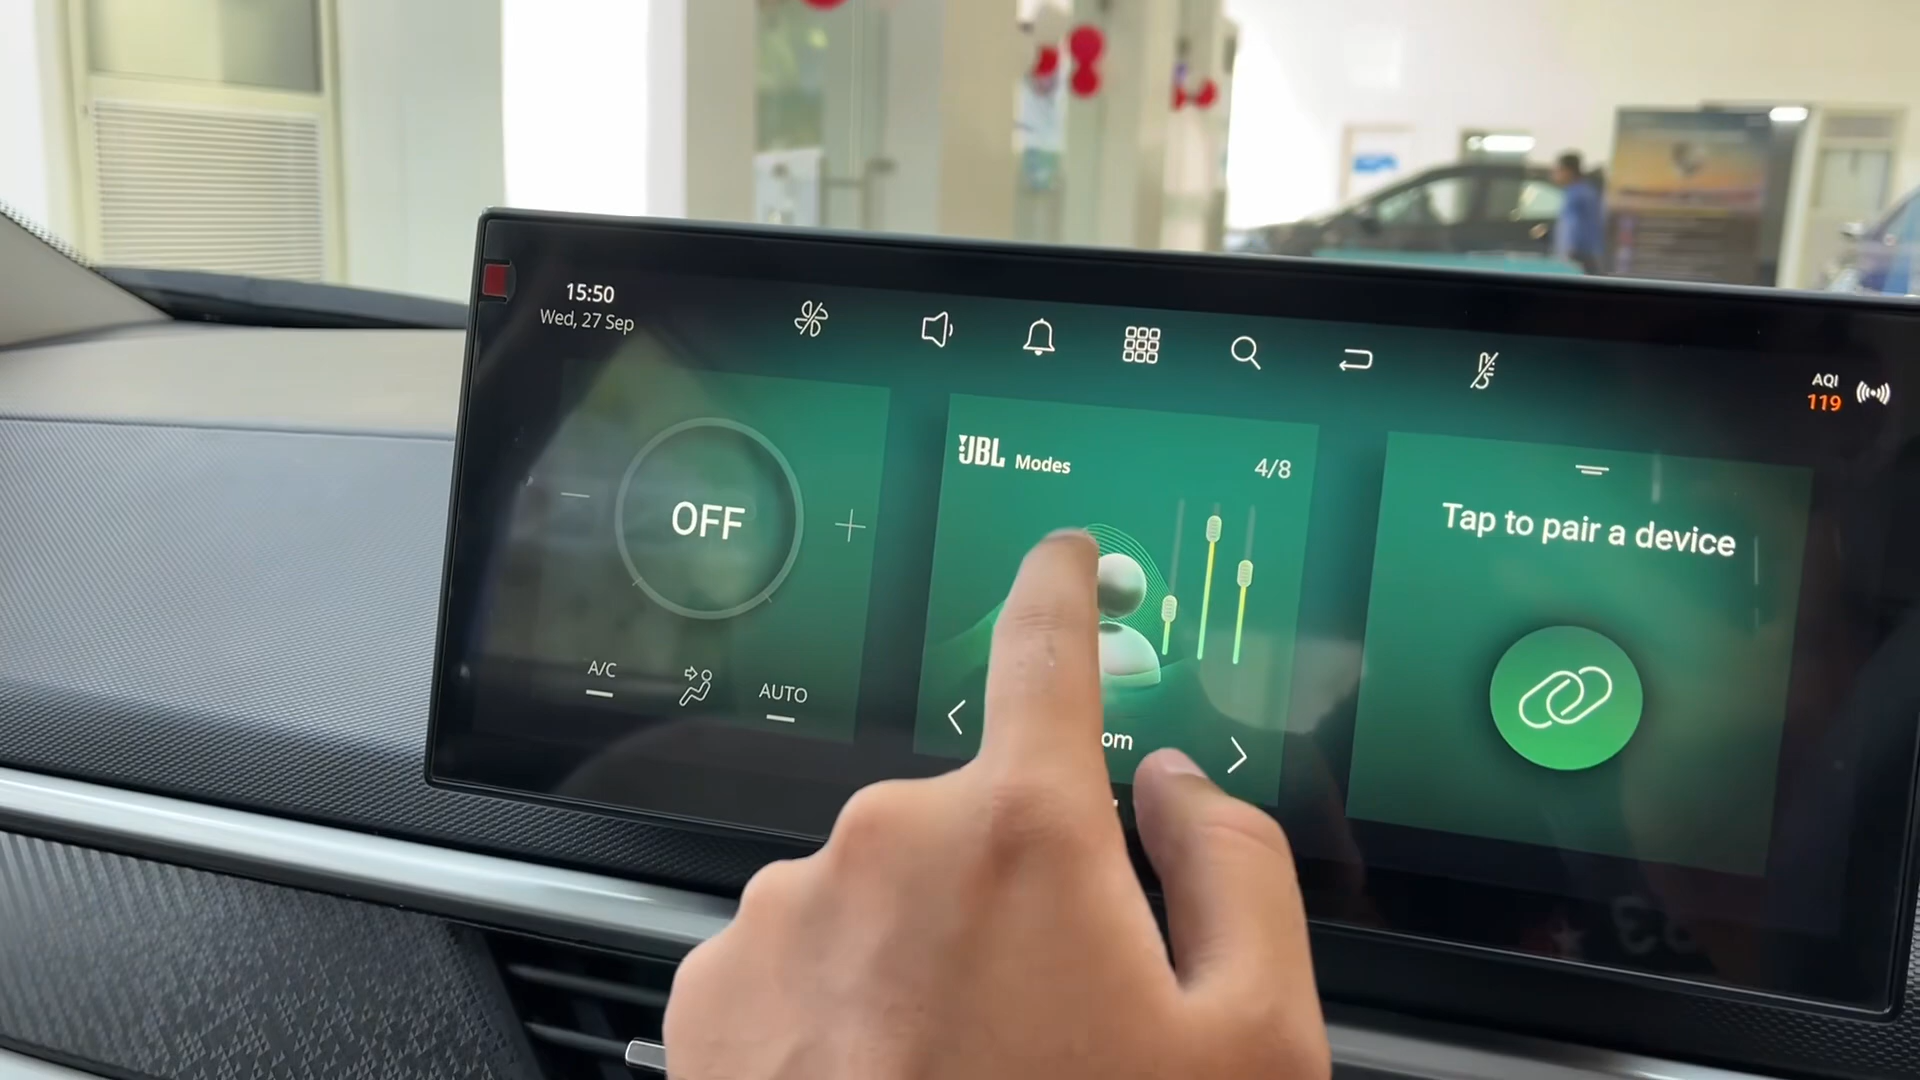 15:50
Wed, 27 Sep
AQI
119
OFF
A/C
AUTO
JBL Modes
4/8
Tap to pair a device